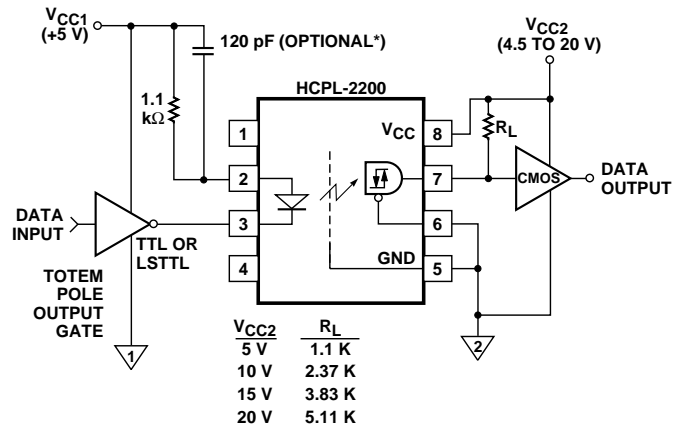 VCC1
(+5 V)
120 pF (OPTIONAL*)
VCC2
(4.5 TO 20 V)
HCPL-2200
1.1
kΩ
1
VCC
8
RL
2
7
CMOS
DATA
OUTPUT
DATA
INPUT
3
6
TTL OR
LSTTL
4
GND
5
TOTEM
POLE
OUTPUT
GATE
1
2
VCC2 RL
5 V 1.1 K
10 V 2.37 K
15 V 3.83 K
20 V 5.11 K